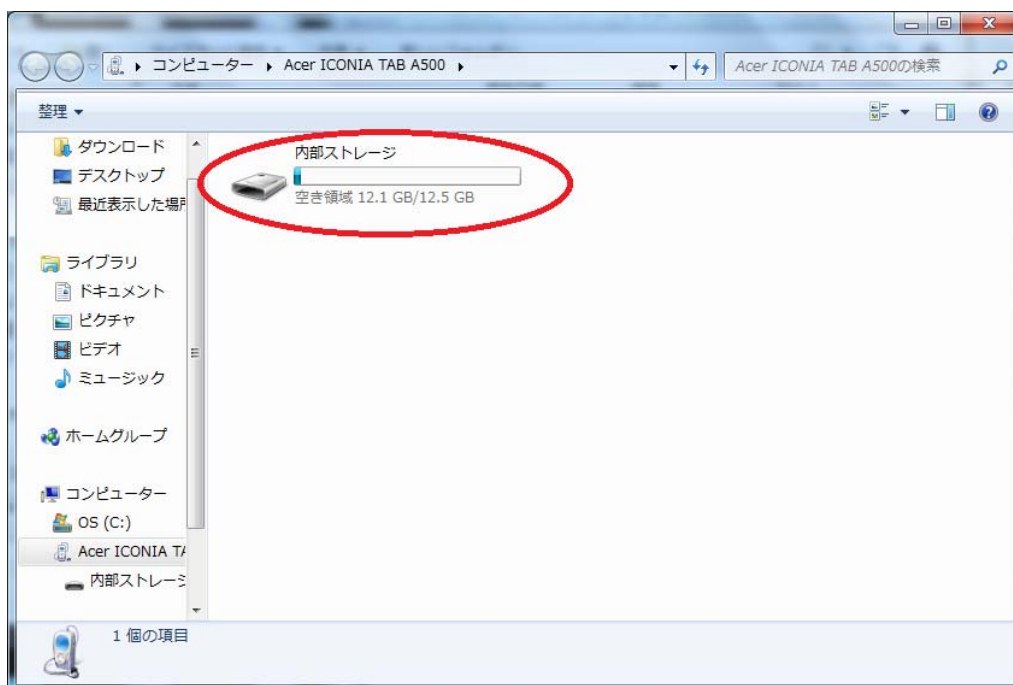 コンピューター ▸ Acer ICONIA TAB A500 ▸
Acer ICONIA TAB A500の検索
整理
ダウンロード
デスクトップ
最近表示した場所
ライブラリ
ドキュメント
ピクチャ
ビデオ
ミュージック
ホームグループ
コンピューター
OS (C:)
Acer ICONIA TA
内部ストレージ
内部ストレージ
空き領域 12.1 GB/12.5 GB
1 個の項目